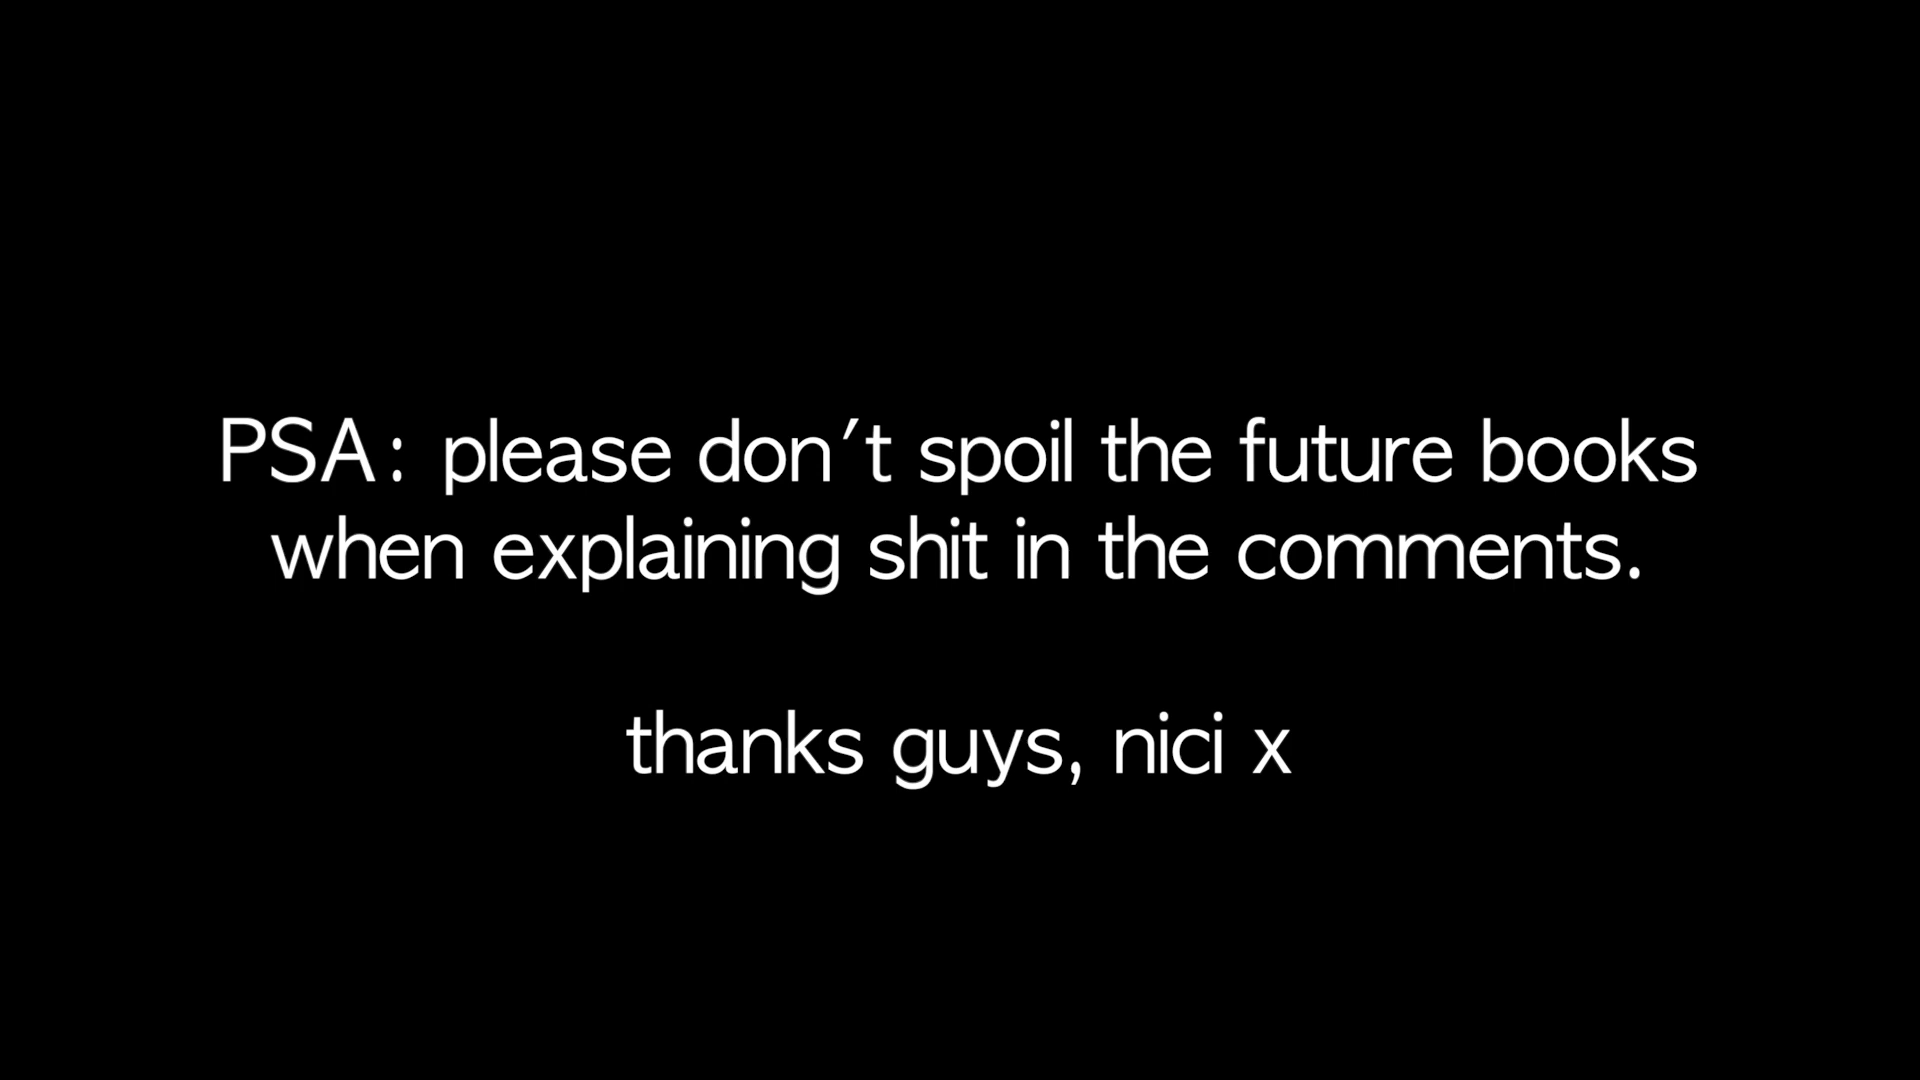 PSA: please don't spoil the future books
when explaining shit in the comments.
thanks guys, nici x